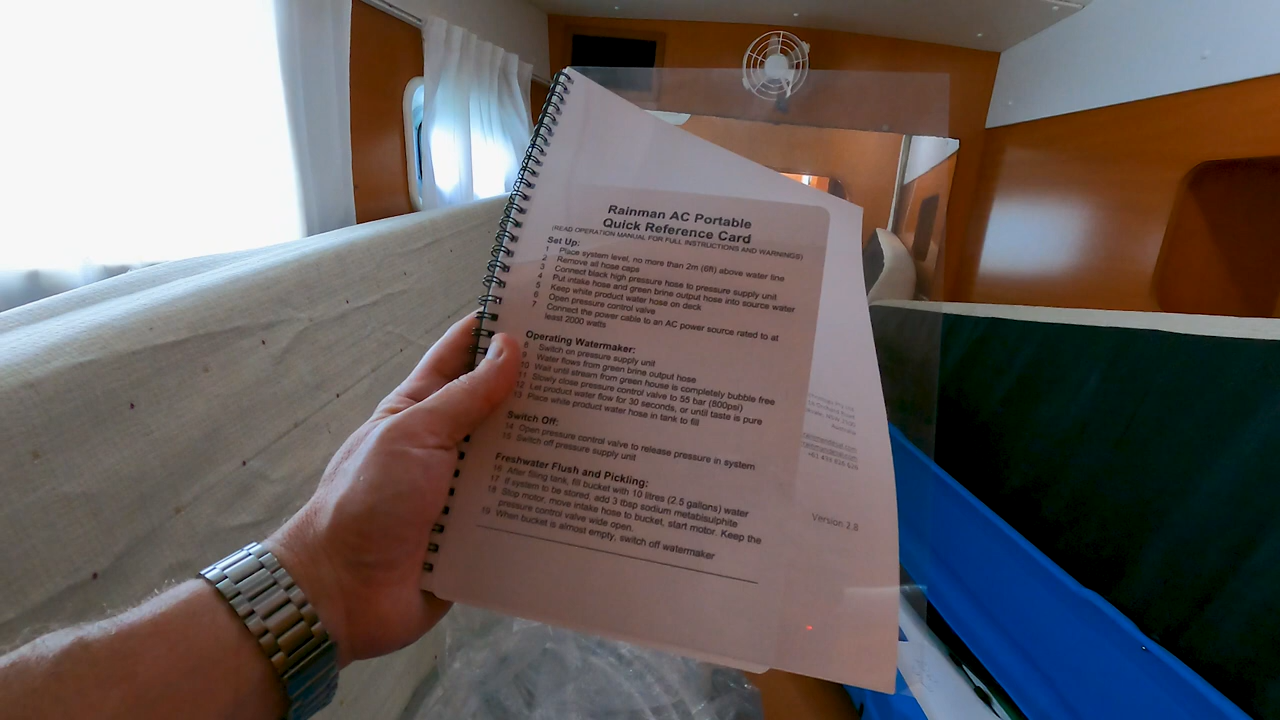 Rainman AC Portable
Quick Reference Card
(READ OPERATION MANUAL FOR FULL INSTRUCTIONS AND WARNINGS)
Set Up:
1 Place system level, no more than 2m (6ft) above water line
2 Remove all hose caps
3 Connect black high pressure hose to pressure supply unit
4 Put intake hose and green brine output hose into source water
5 Keep white product water hose on deck
6 Open pressure control valve
7 Connect the power cable to an AC power source rated to at
least 2000 watts
Operating Watermaker:
8 Switch on pressure supply unit
9 Water flows from green brine output hose
10 Wait until stream from green house is completely bubble free
11 Slowly close pressure control valve to 55 bar (800psi)
12 Let product water flow for 30 seconds, or until taste is pure
13 Place white product water hose in tank to fill
Switch Off:
14 Open pressure control valve to release pressure in system
15 Switch off pressure supply unit
Freshwater Flush and Pickling:
16 After filing tank, fill bucket with 10 litres (2.5 gallons) water
17 If system to be stored, add 3 tbsp sodium metabisulphite
18 Stop motor, move intake hose to bucket, start motor. Keep the
pressure control valve wide open.
19 When bucket is almost empty, switch off watermaker
Australia
Version 2.8